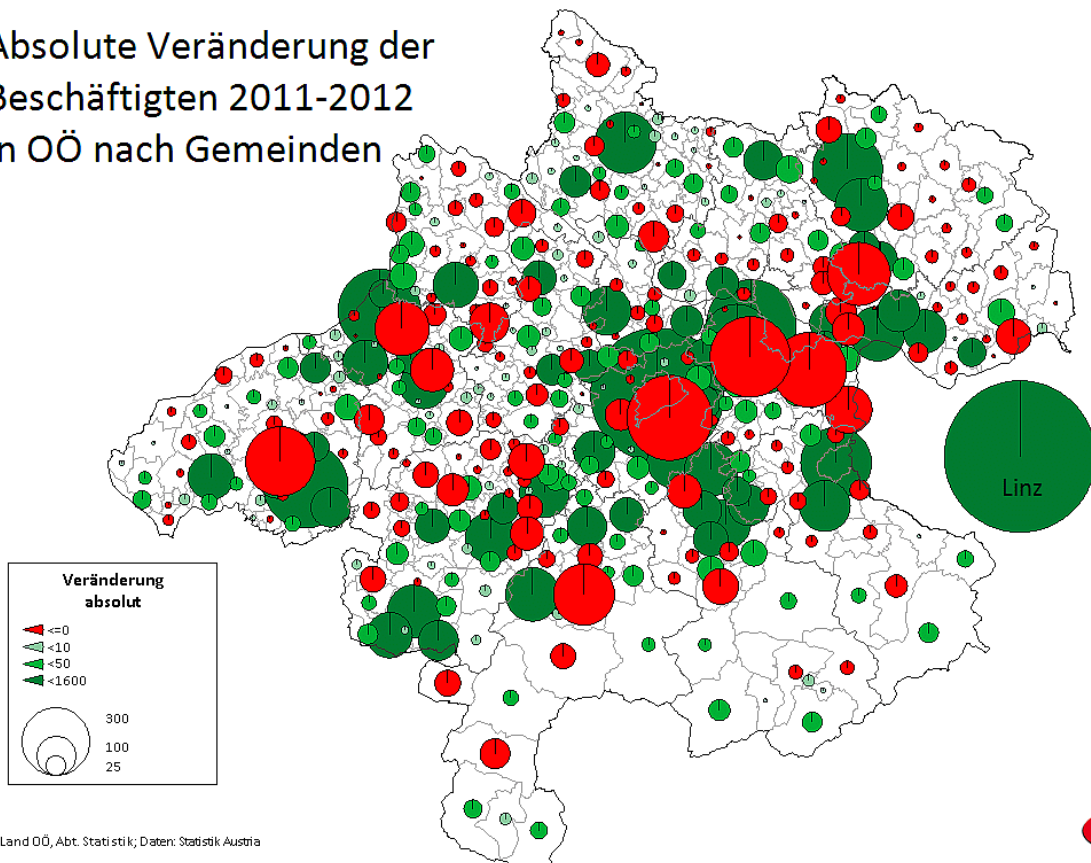 Absolute Veränderung der
Beschäftigten 2011-2012
in OÖ nach Gemeinden
Linz
Veränderung
absolut
<=0
<10
<50
<1600
300
100
25
Land OÖ, Abt. Statistik; Daten: Statistik Austria